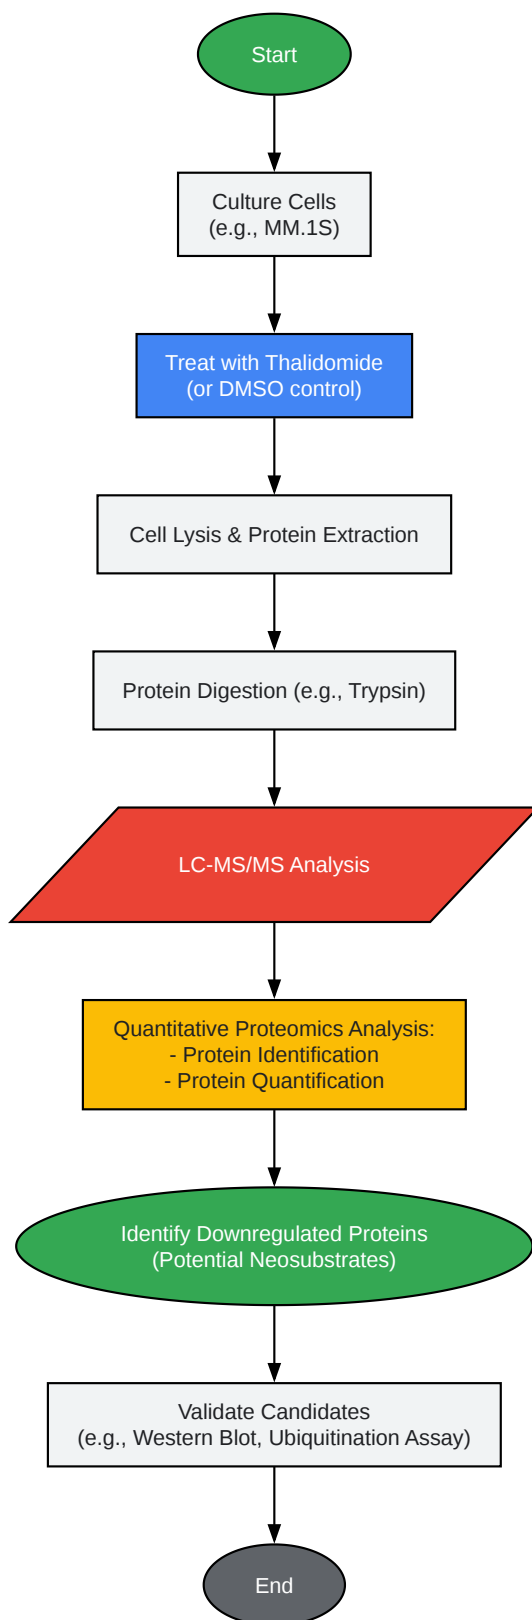 Start
Culture Cells
(e.g., MM.1S)
Treat with Thalidomide
(or DMSO control)
Cell Lysis & Protein Extraction
Protein Digestion (e.g., Trypsin)
LC-MS/MS Analysis
Quantitative Proteomics Analysis:
- Protein Identification
- Protein Quantification
Identify Downregulated Proteins
(Potential Neosubstrates)
Validate Candidates
(e.g., Western Blot, Ubiquitination Assay)
End